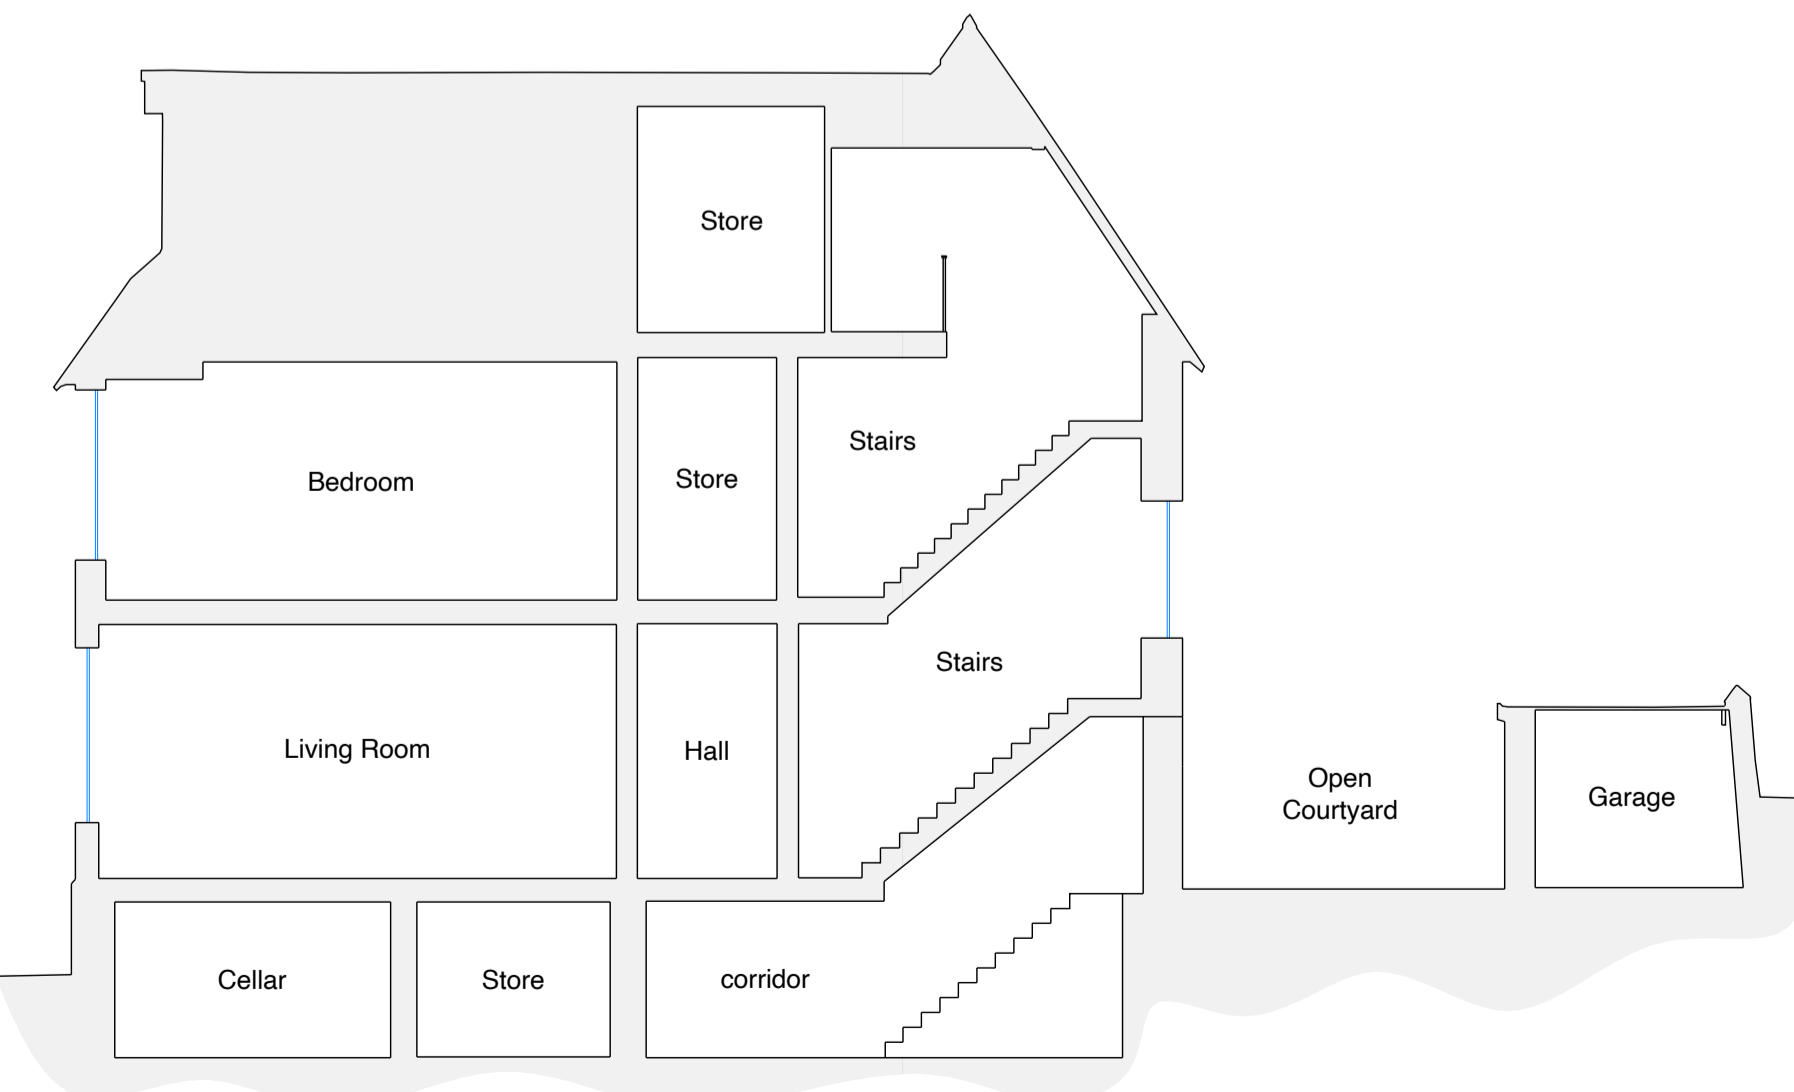 Store
Bedroom
Store
Stairs
Stairs
Living Room
Hall
Open
Courtyard
Garage
Cellar
Store
corridor